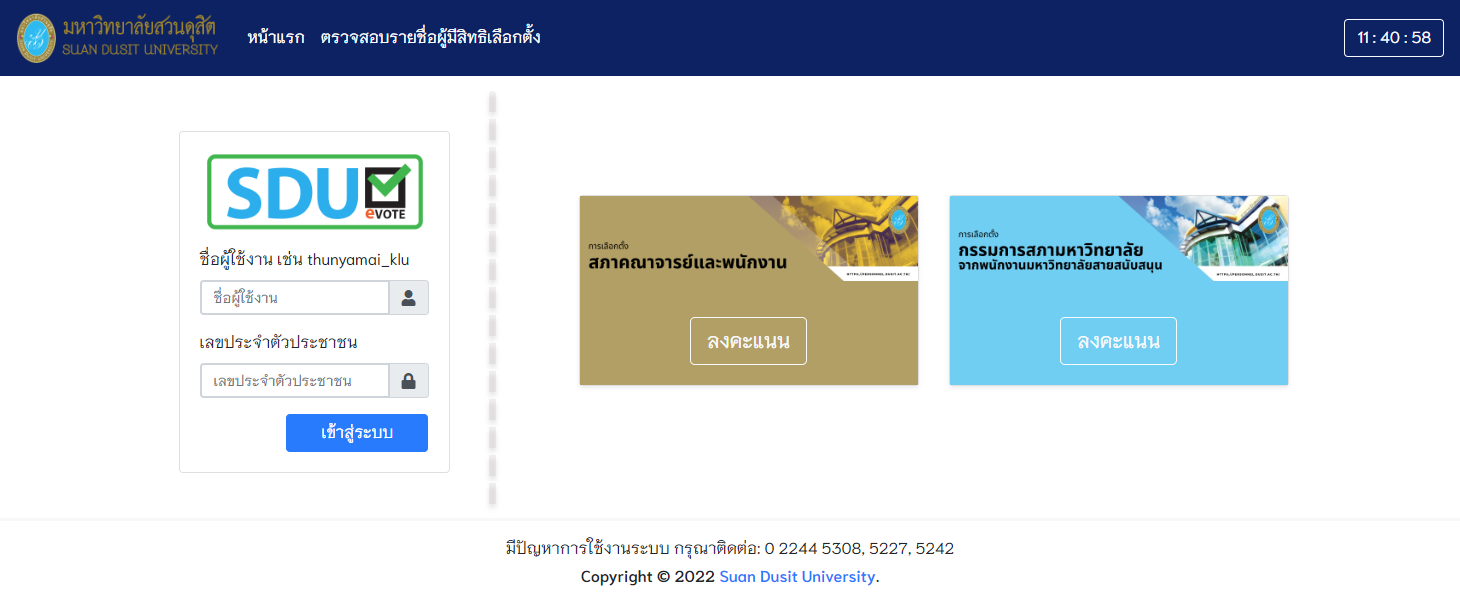 มหาวิทยาลัยสวนดุสิต
SUAN DUSIT UNIVERSITY
หน้าแรก ตรวจสอบรายชื่อผู้มีสิทธิเลือกตั้ง
11 : 40 : 58
SDU
eVOTE
ชื่อผู้ใช้งาน เช่น thunyamai_klu
ชื่อผู้ใช้งาน
เลขประจำตัวประชาชน
เลขประจำตัวประชาชน
เข้าสู่ระบบ
การเลือกตั้ง
สภาคณาจารย์และพนักงาน
HTTPS://PERSONNEL.DUSIT.AC.TH/
ลงคะแนน
การเลือกตั้ง
กรรมการสภามหาวิทยาลัย
จากพนักงานมหาวิทยาลัยสายสนับสนุน
HTTPS://PERSONNEL.DUSIT.AC.TH/
ลงคะแนน
มีปัญหาการใช้งานระบบ กรุณาติดต่อ: 0 2244 5308, 5227, 5242
Copyright © 2022 Suan Dusit University.